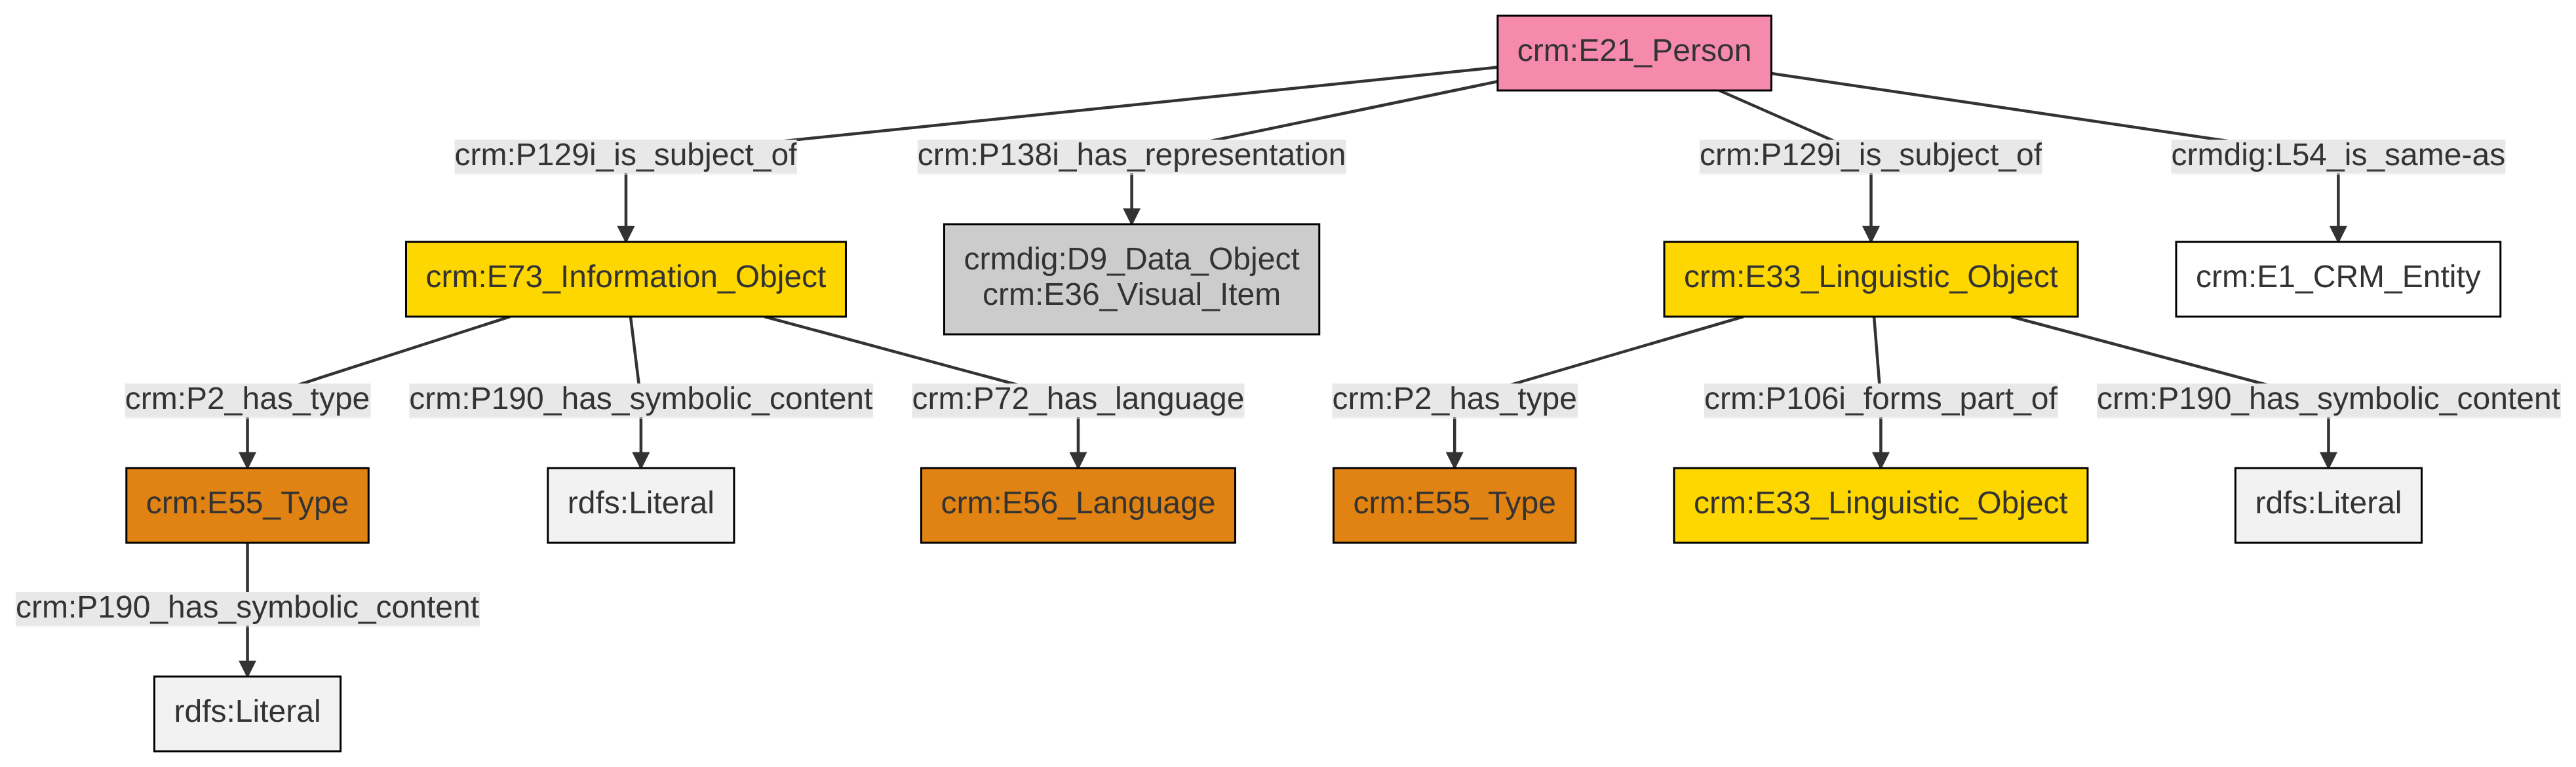 crm:E21_Person
crm:P129i_is_subject_of
crm:P138i_has_representation
crm:P129i_is_subject_of
crmdig:L54_is_same-as
crm:E73_Information_Object
crmdig:D9_Data_Object
crm:E36_Visual_Item
crm:E33_Linguistic_Object
crm:E1_CRM_Entity
crm:P2_has_type
crm:P190_has_symbolic_content
crm:P72_has_language
crm:P2_has_type
crm:P106i_forms_part_of
crm:P190_has_symbolic_content
crm:E55_Type
rdfs:Literal
crm:E56_Language
crm:E55_Type
crm:E33_Linguistic_Object
rdfs:Literal
crm:P190_has_symbolic_content
rdfs:Literal